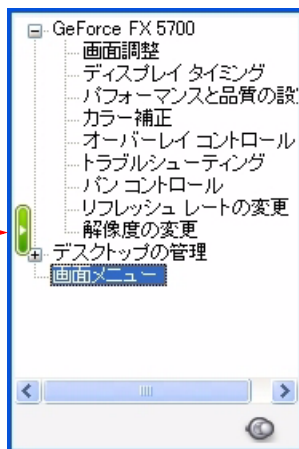 GeForce FX 5700
画面調整
ディスプレイ タイミング
パフォーマンスと品質の設
カラー補正
オーバーレイ コントロール
トラブルシューティング
パン コントロール
リフレッシュ レートの変更
解像度の変更
デスクトップの管理
画面メニュー